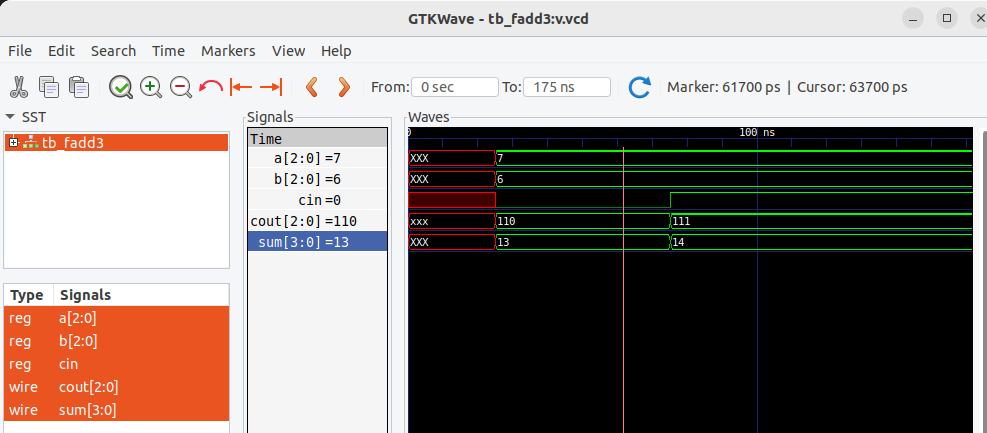 GTKWave - tb_fadd3:v.vcd
File Edit Search Time Markers View Help
From: 0 sec To: 175 ns Marker: 61700 ps | Cursor: 63700 ps
SST
tb_fadd3
Type Signals
reg a[2:0]
reg b[2:0]
reg cin
wire cout[2:0]
wire sum[3:0]
Signals
Time
a[2:0] =7
b[2:0] =6
cin =0
cout[2:0] =110
sum[3:0] =13
Waves
0 100 ns
XXX 7
XXX 6
xxx 110 111
XXX 13 14